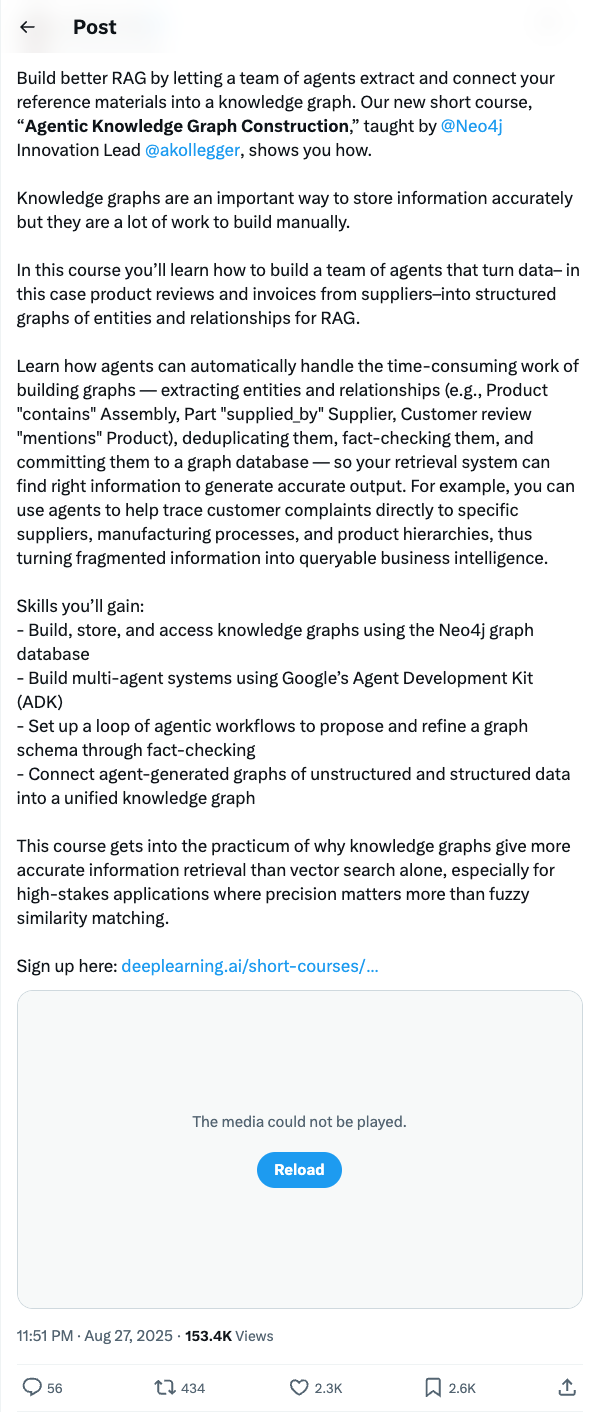 Post
Build better RAG by letting a team of agents extract and connect your
reference materials into a knowledge graph. Our new short course,
“Agentic Knowledge Graph Construction,” taught by @Neo4j
Innovation Lead @akollegger, shows you how.
Knowledge graphs are an important way to store information accurately
but they are a lot of work to build manually.
In this course you’ll learn how to build a team of agents that turn data– in
this case product reviews and invoices from suppliers–into structured
graphs of entities and relationships for RAG.
Learn how agents can automatically handle the time-consuming work of
building graphs — extracting entities and relationships (e.g., Product
"contains" Assembly, Part "supplied_by" Supplier, Customer review
"mentions" Product), deduplicating them, fact-checking them, and
committing them to a graph database — so your retrieval system can
find right information to generate accurate output. For example, you can
use agents to help trace customer complaints directly to specific
suppliers, manufacturing processes, and product hierarchies, thus
turning fragmented information into queryable business intelligence.
Skills you’ll gain:
- Build, store, and access knowledge graphs using the Neo4j graph
database
- Build multi-agent systems using Google’s Agent Development Kit
(ADK)
- Set up a loop of agentic workflows to propose and refine a graph
schema through fact-checking
- Connect agent-generated graphs of unstructured and structured data
into a unified knowledge graph
This course gets into the practicum of why knowledge graphs give more
accurate information retrieval than vector search alone, especially for
high-stakes applications where precision matters more than fuzzy
similarity matching.
Sign up here: deeplearning.ai/short-courses/...
The media could not be played.
Reload
11:51 PM · Aug 27, 2025 · 153.4K Views
56 434 2.3K 2.6K